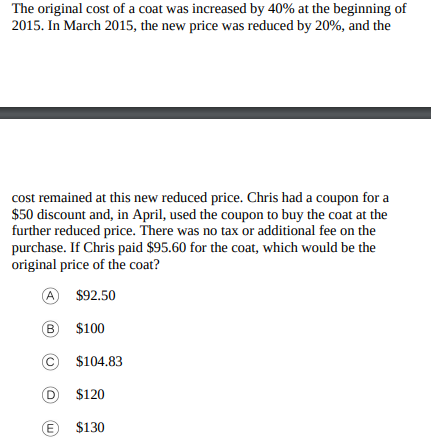 The original cost of a coat was increased by 40% at the beginning of
2015. In March 2015, the new price was reduced by 20%, and the
cost remained at this new reduced price. Chris had a coupon for a
$50 discount and, in April, used the coupon to buy the coat at the
further reduced price. There was no tax or additional fee on the
purchase. If Chris paid $95.60 for the coat, which would be the
original price of the coat?
A $92.50
B $100
C $104.83
D $120
E $130